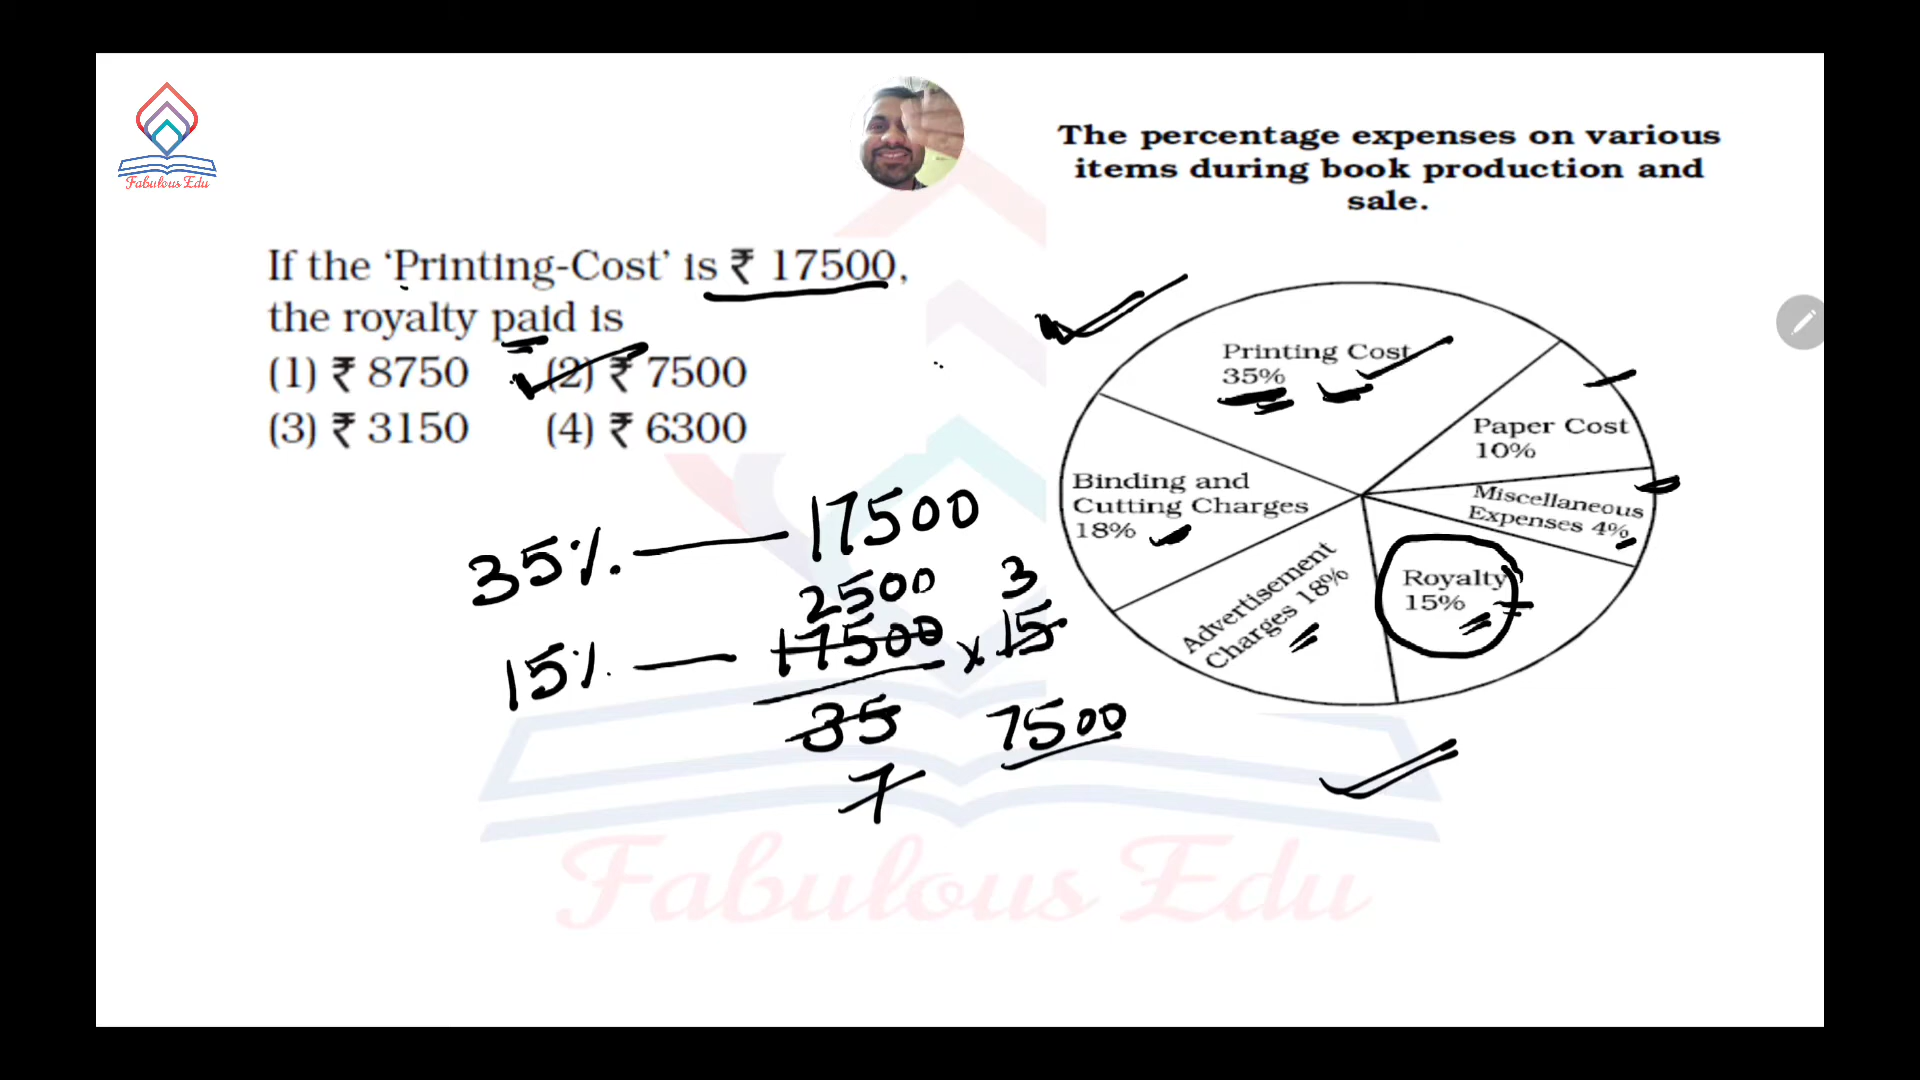 Fabulous Edu
The percentage expenses on various
items during book production and
sale.
If the ‘Printing-Cost’ is ₹ 17500,
the royalty paid is
(1) ₹ 8750 (2) ₹ 7500
(3) ₹ 3150 (4) ₹ 6300
Printing Cost
35%
Paper Cost
10%
Miscellaneous
Expenses 4%
Royalty
15%
Advertisement
Charges 18%
Binding and
Cutting Charges
18%
35% — 17500
2500 3
15% — 17500 × 15
35 7500
7
Fabulous Edu